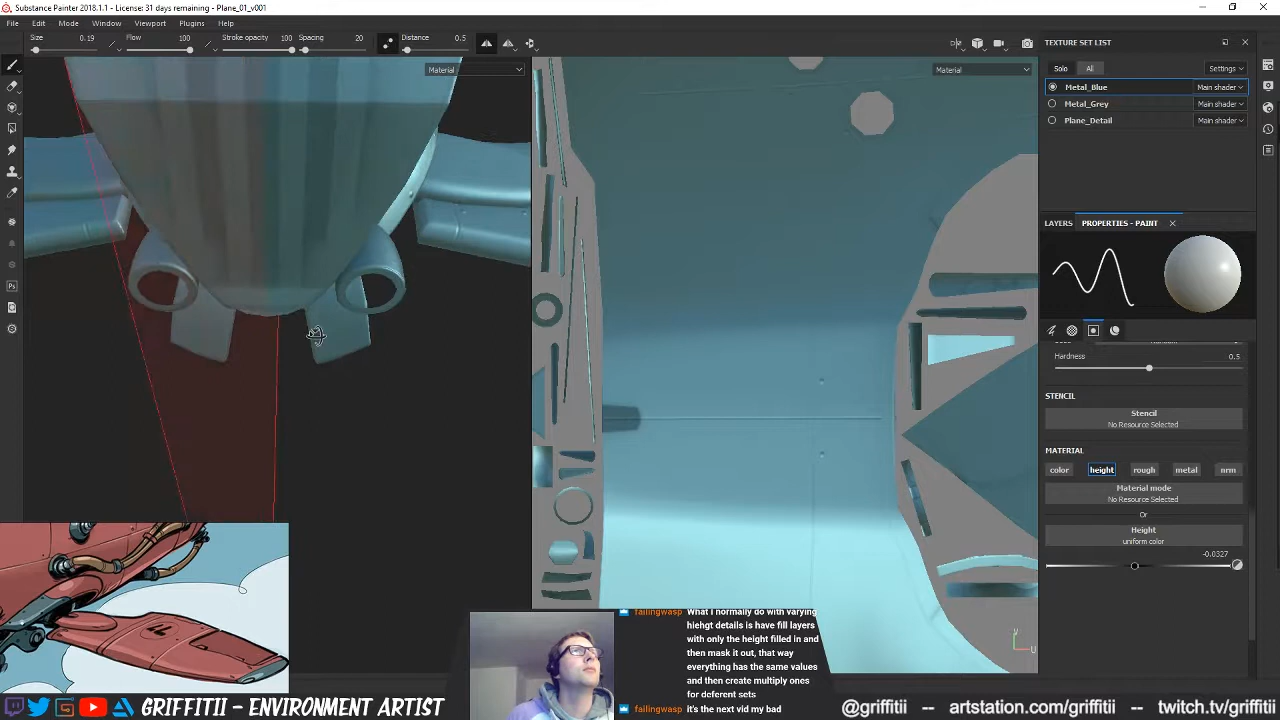 Substance Painter 2018.1.1 - License: 31 days remaining - Plane_01_v001
File Edit Mode Window Viewport Plugins Help
Size 0.19 Flow 100 Stroke opacity 100 Spacing 20 Distance 0.5
Material
Material
TEXTURE SET LIST
Solo All Settings
Metal_Blue Main shader
Metal_Grey Main shader
Plane_Detail Main shader
LAYERS PROPERTIES - PAINT
Hardness 0.5
STENCIL
Stencil
No Resource Selected
MATERIAL
color height rough metal nrm
Material mode
No Resource Selected
Or
Height
uniform color
-0.0327
Ps
y
U
failingwasp What i normally do with varying
hiehgt details is have fill layers
with only the height filled in and
then mask it out, that way
everything has the same values
and then create multiply ones
for deferent sets
failingwasp it's the next vid my bad
GRIFFITII - ENVIRONMENT ARTIST
@griffitii -- artstation.com/griffitii -- twitch.tv/griffitii